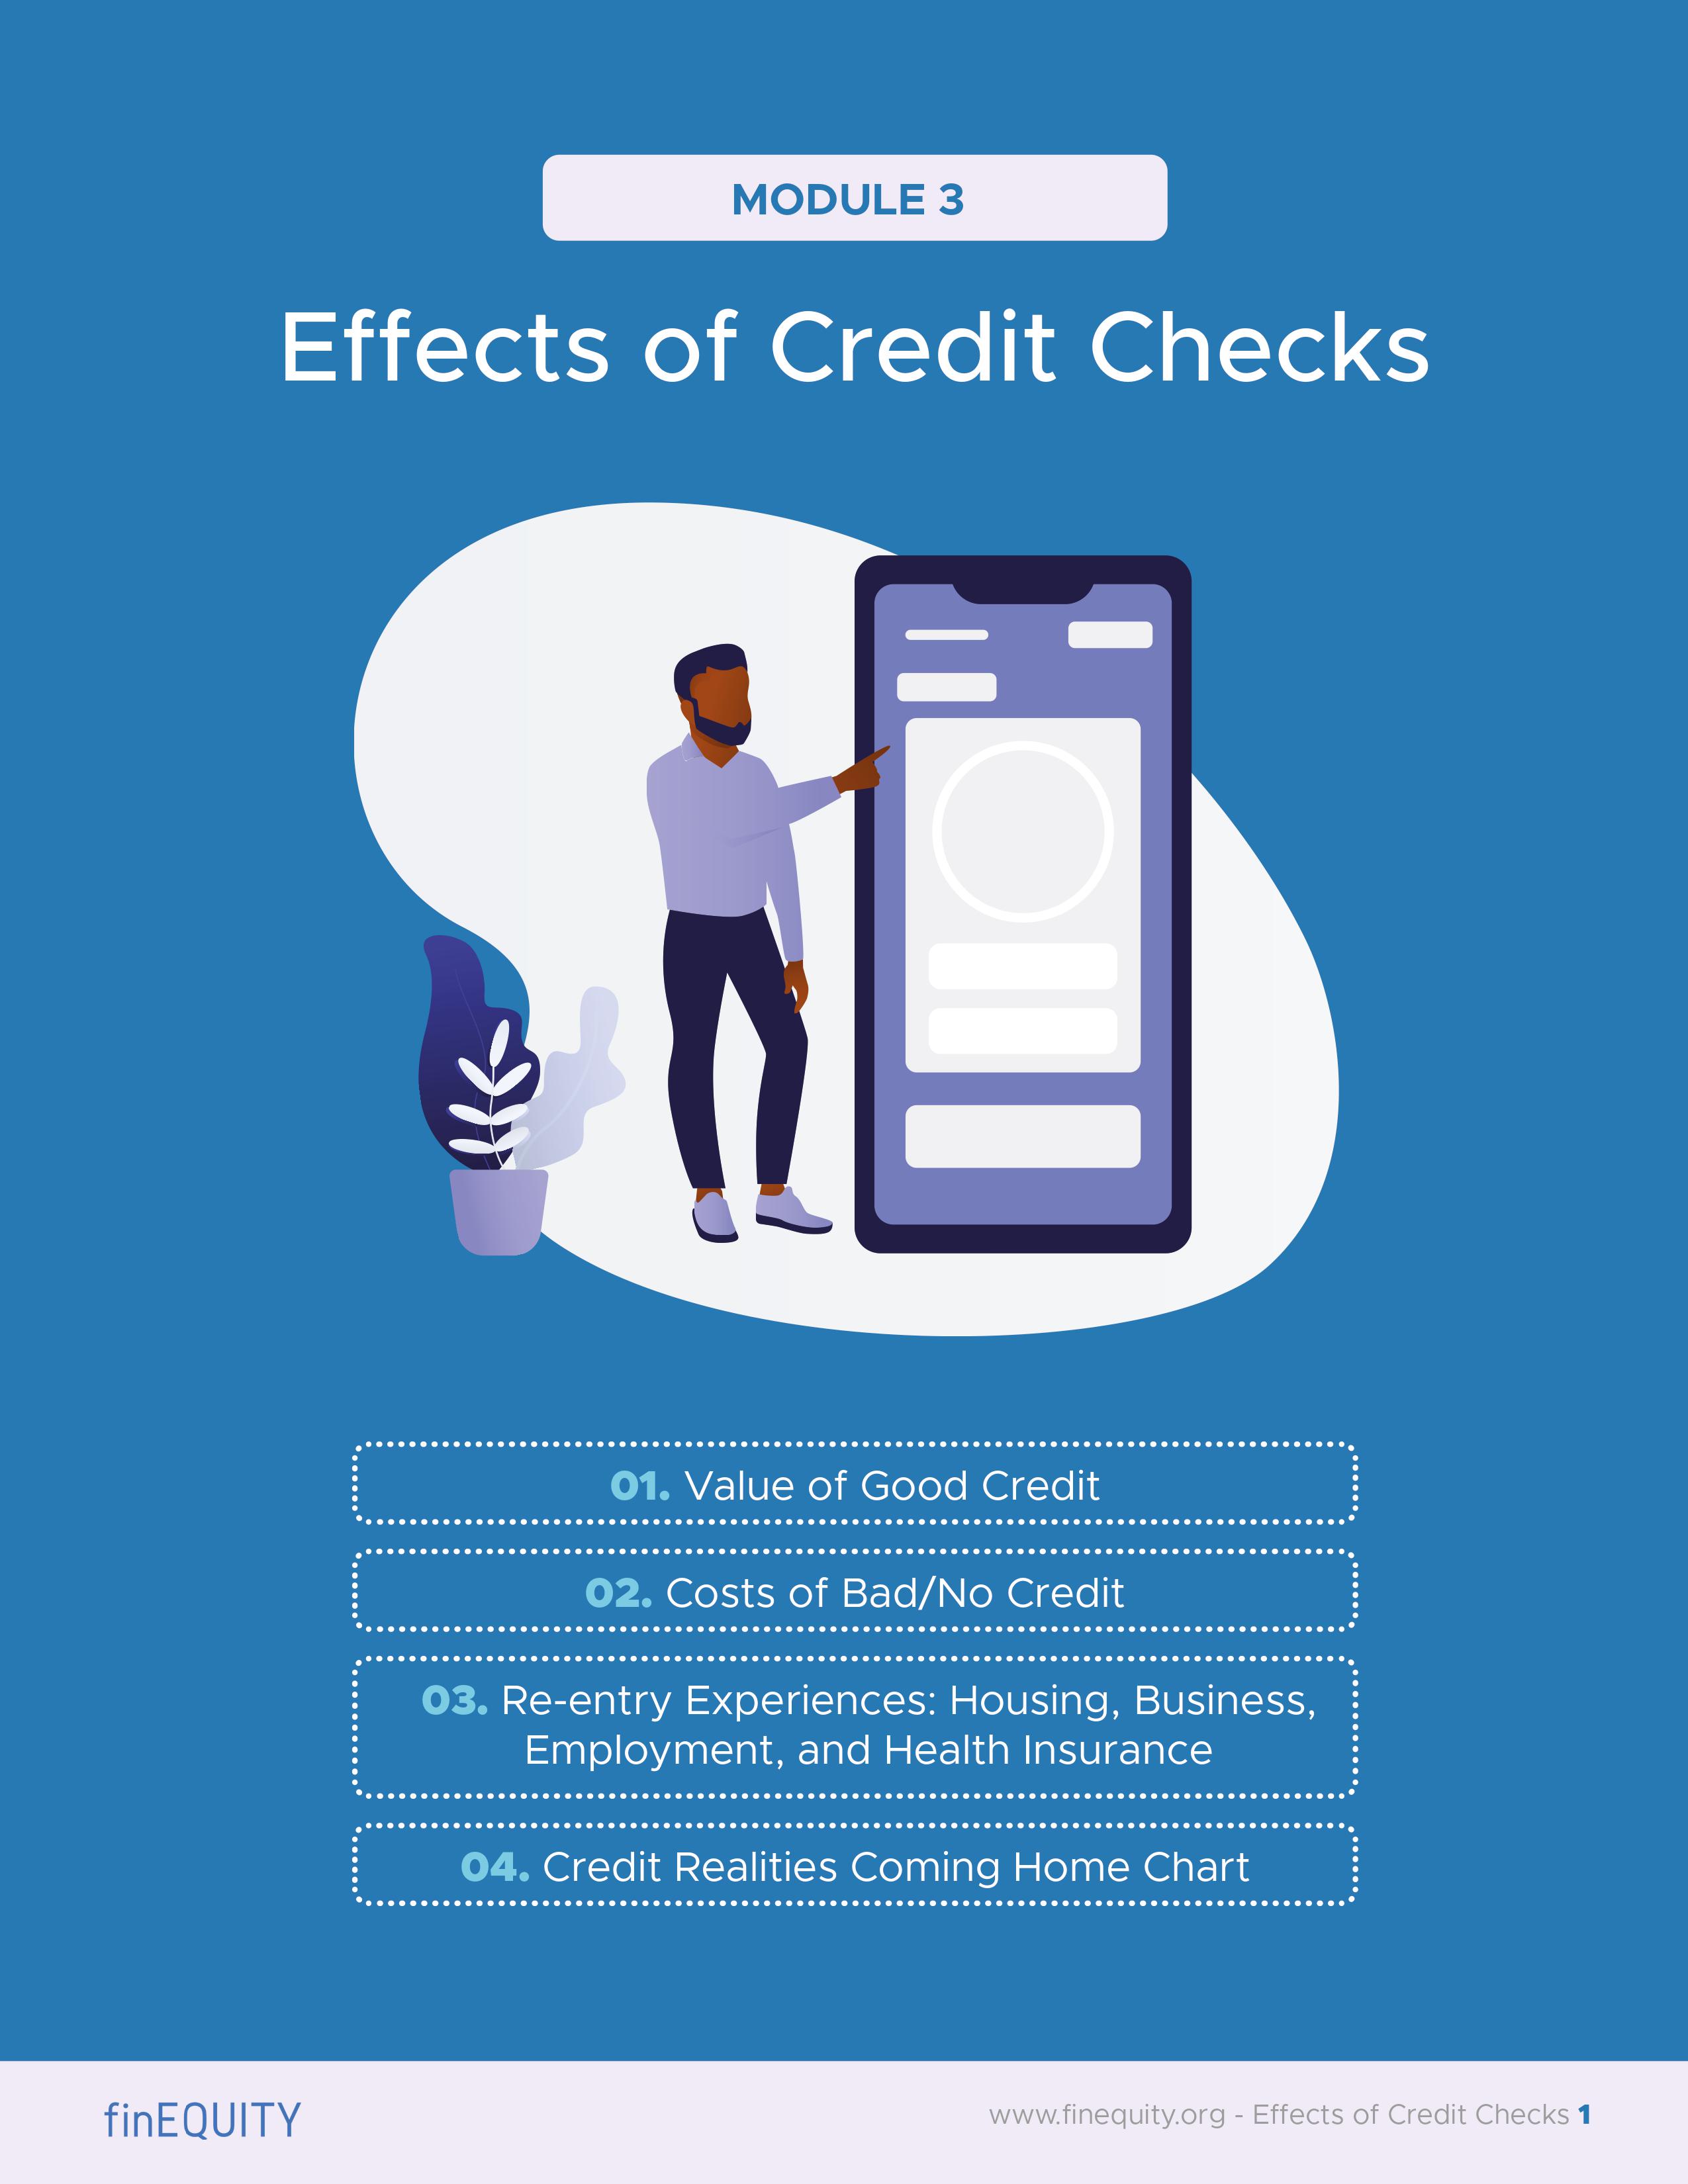 MODULE 3
Effects of Credit Checks
01. Value of Good Credit
02. Costs of Bad/No Credit
03. Re-entry Experiences: Housing, Business,
Employment, and Health Insurance
04. Credit Realities Coming Home Chart
finEQUITY
www.finequity.org - Effects of Credit Checks 1